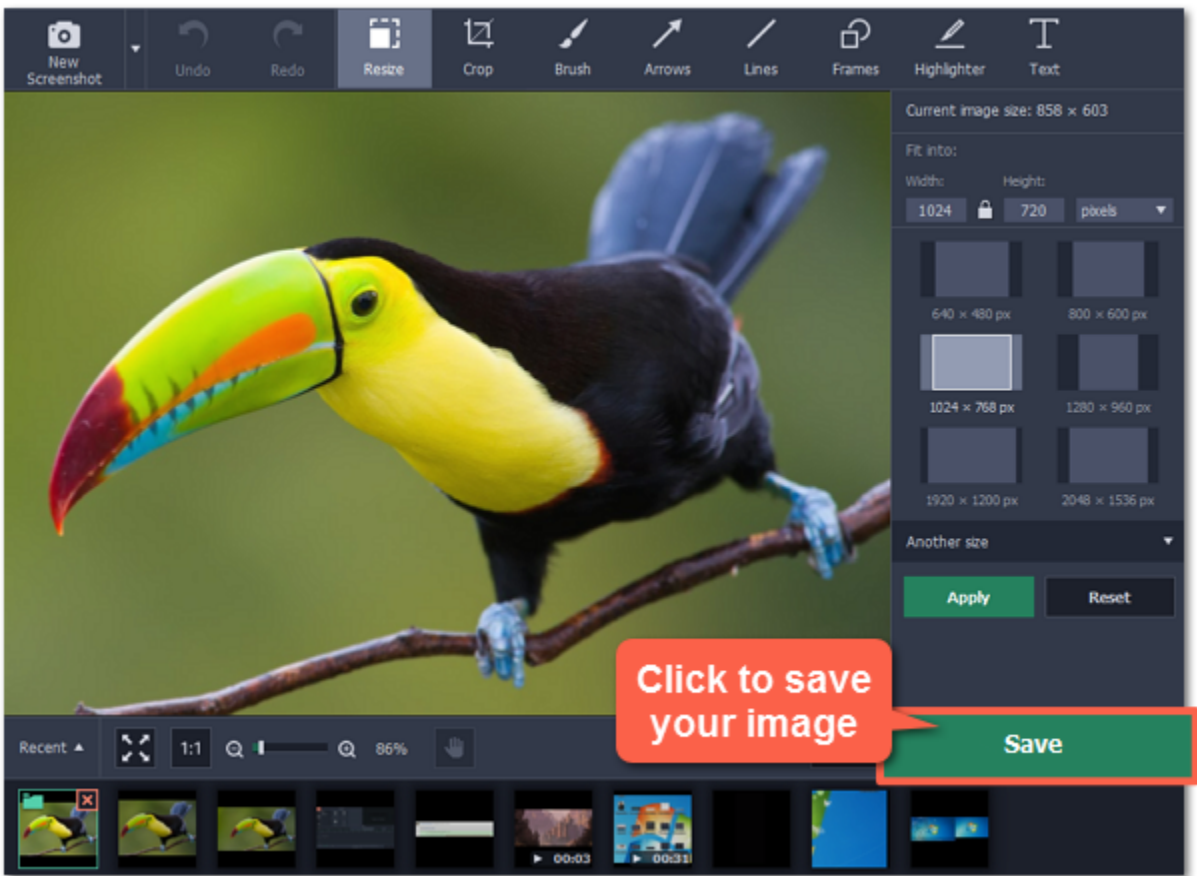 New
Screenshot
Undo
Redo
Resize
Crop
Brush
Arrows
Lines
Frames
Highlighter
Text
Current image size: 858 × 603
Fit into:
Width:
Height:
1024
720
pixels
640 × 480 px
800 × 600 px
1024 × 768 px
1280 × 960 px
1920 × 1200 px
2048 × 1536 px
Another size
Apply
Reset
Click to save
your image
Recent
1:1
86%
Save
00:03
00:31